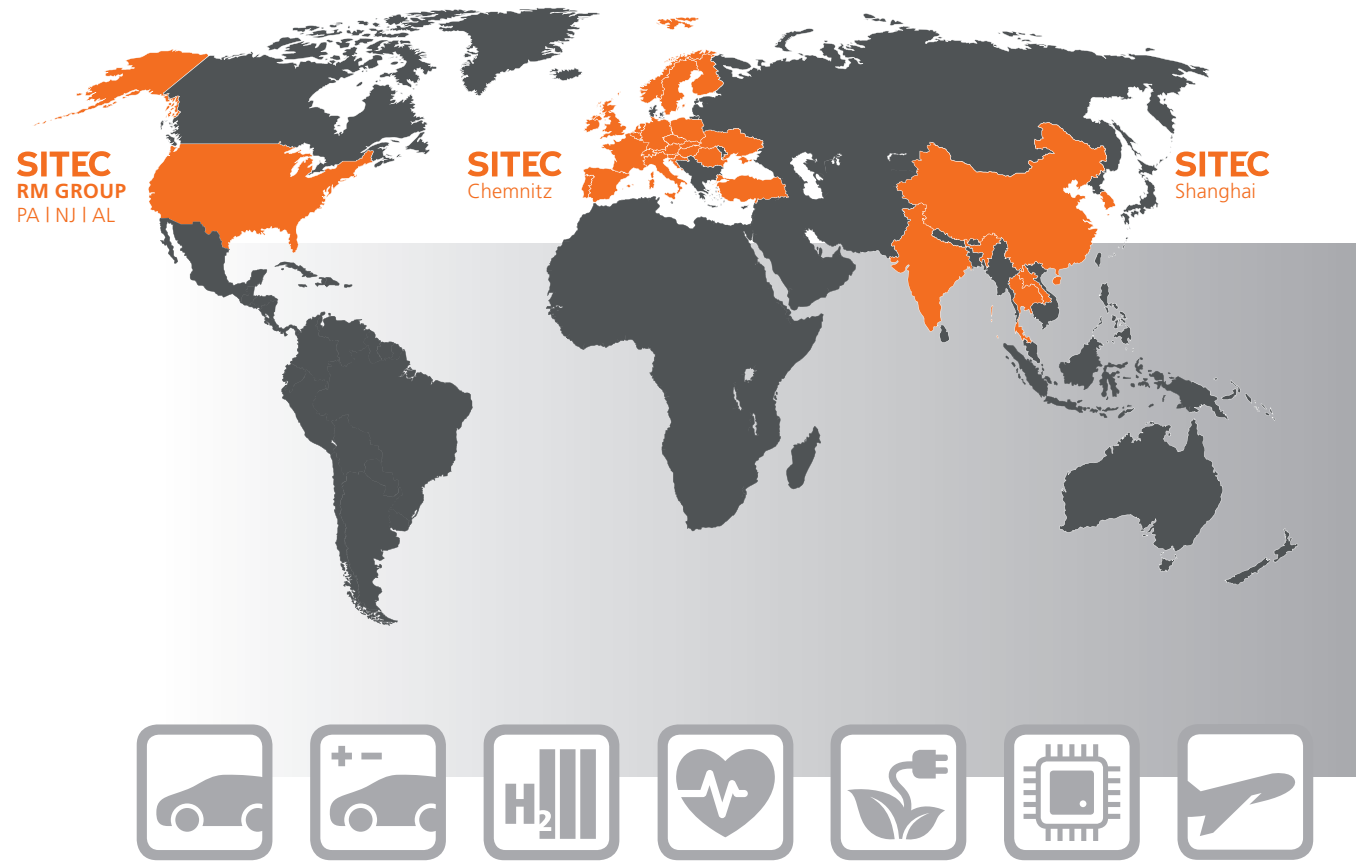 SITEC
RM GROUP
PA | NJ | AL
SITEC
Chemnitz
SITEC
Shanghai
+ -
H2